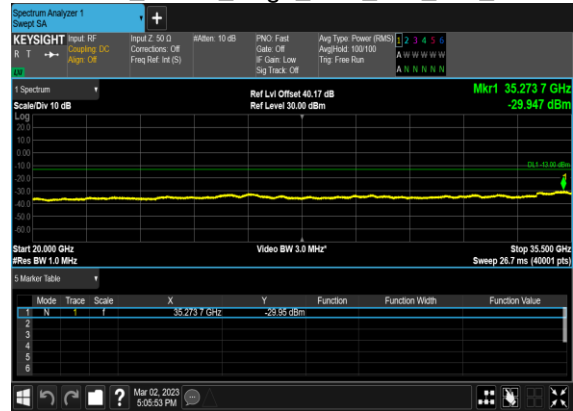 Spectrum Analyzer 1
Swept SA
+
KEYSIGHT Input: RF Input Z: 50 Ω #Atten: 10 dB PNO: Fast Avg Type: Power (RMS) 1 2 3 4 5 6
R T Coupling: DC Corrections: Off Gate: Off Avg|Hold: 100/100 A W W W W W
Align: Off Freq Ref: Int (S) IF Gain: Low Trig: Free Run
Sig Track: Off A N N N N N
1 Spectrum Ref Lvl Offset 40.17 dB Mkr1 35.273 7 GHz
Scale/Div 10 dB Ref Level 30.00 dBm -29.947 dBm
Log
20.0
10.0
0.00
-10.0
DL1 -13.00 dBm
-20.0
1
-30.0
-40.0
-50.0
-60.0
Start 20.000 GHz Video BW 3.0 MHz* Stop 35.500 GHz
#Res BW 1.0 MHz Sweep 26.7 ms (40001 pts)
5 Marker Table
Mode Trace Scale X Y Function Function Width Function Value
1 N 1 f 35.273 7 GHz -29.95 dBm
2
3
4
5
6
? Mar 02, 2023
5:05:53 PM